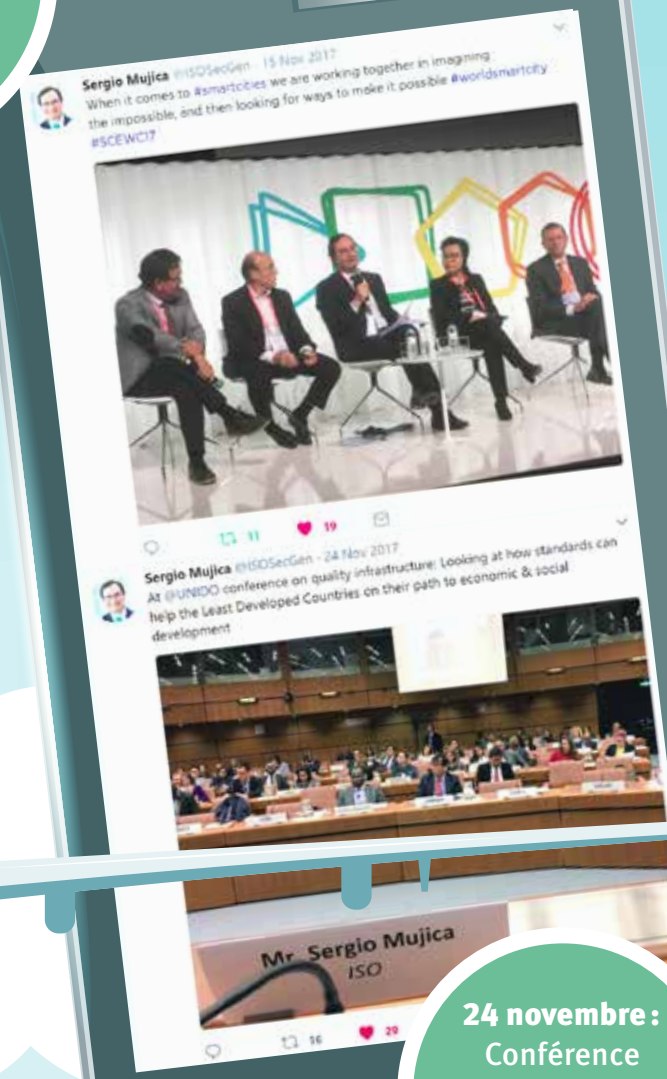 Sergio Mujica @ISOSecGen · 15 Nov 2017
When it comes to #smartcities we are working together in imagining
the impossible, and then looking for ways to make it possible #worldsmartcity
#SCEWC17
11 19
Sergio Mujica @ISOSecGen · 24 Nov 2017
At @UNIDO conference on quality infrastructure: Looking at how standards can
help the Least Developed Countries on their path to economic & social
development
Mr. Sergio Mujica
ISO
16 29
24 novembre :
Conférence